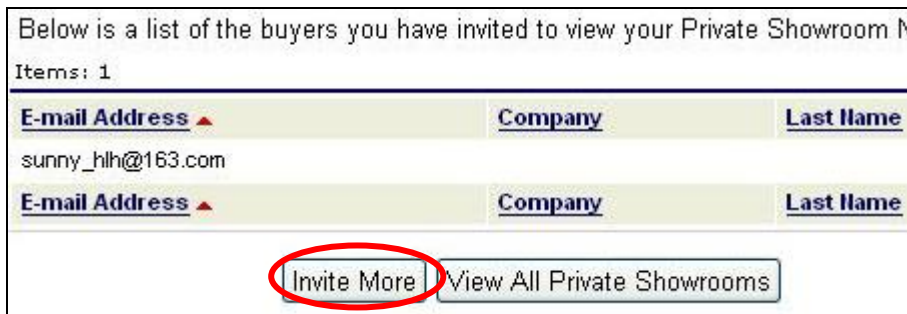 Below is a list of the buyers you have invited to view your Private Showroom
Items: 1
E-mail Address Company Last Name
sunny_hlh@163.com
E-mail Address Company Last Name
Invite More View All Private Showrooms